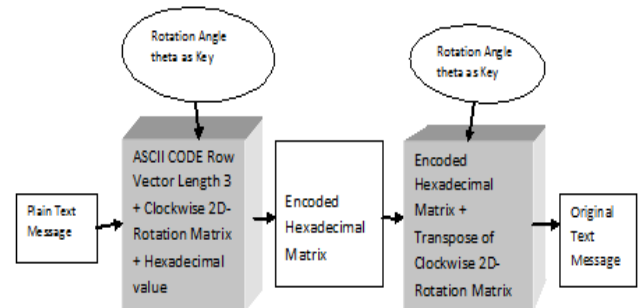 Rotation Angle
theta as Key
Rotation Angle
theta as Key
Plain Text
Message
ASCII CODE Row
Vector Length 3
+ Clockwise 2D-
Rotation Matrix
+ Hexadecimal
value
Encoded
Hexadecimal
Matrix
Encoded
Hexadecimal
Matrix +
Transpose of
Clockwise 2D-
Rotation Matrix
Original
Text
Message